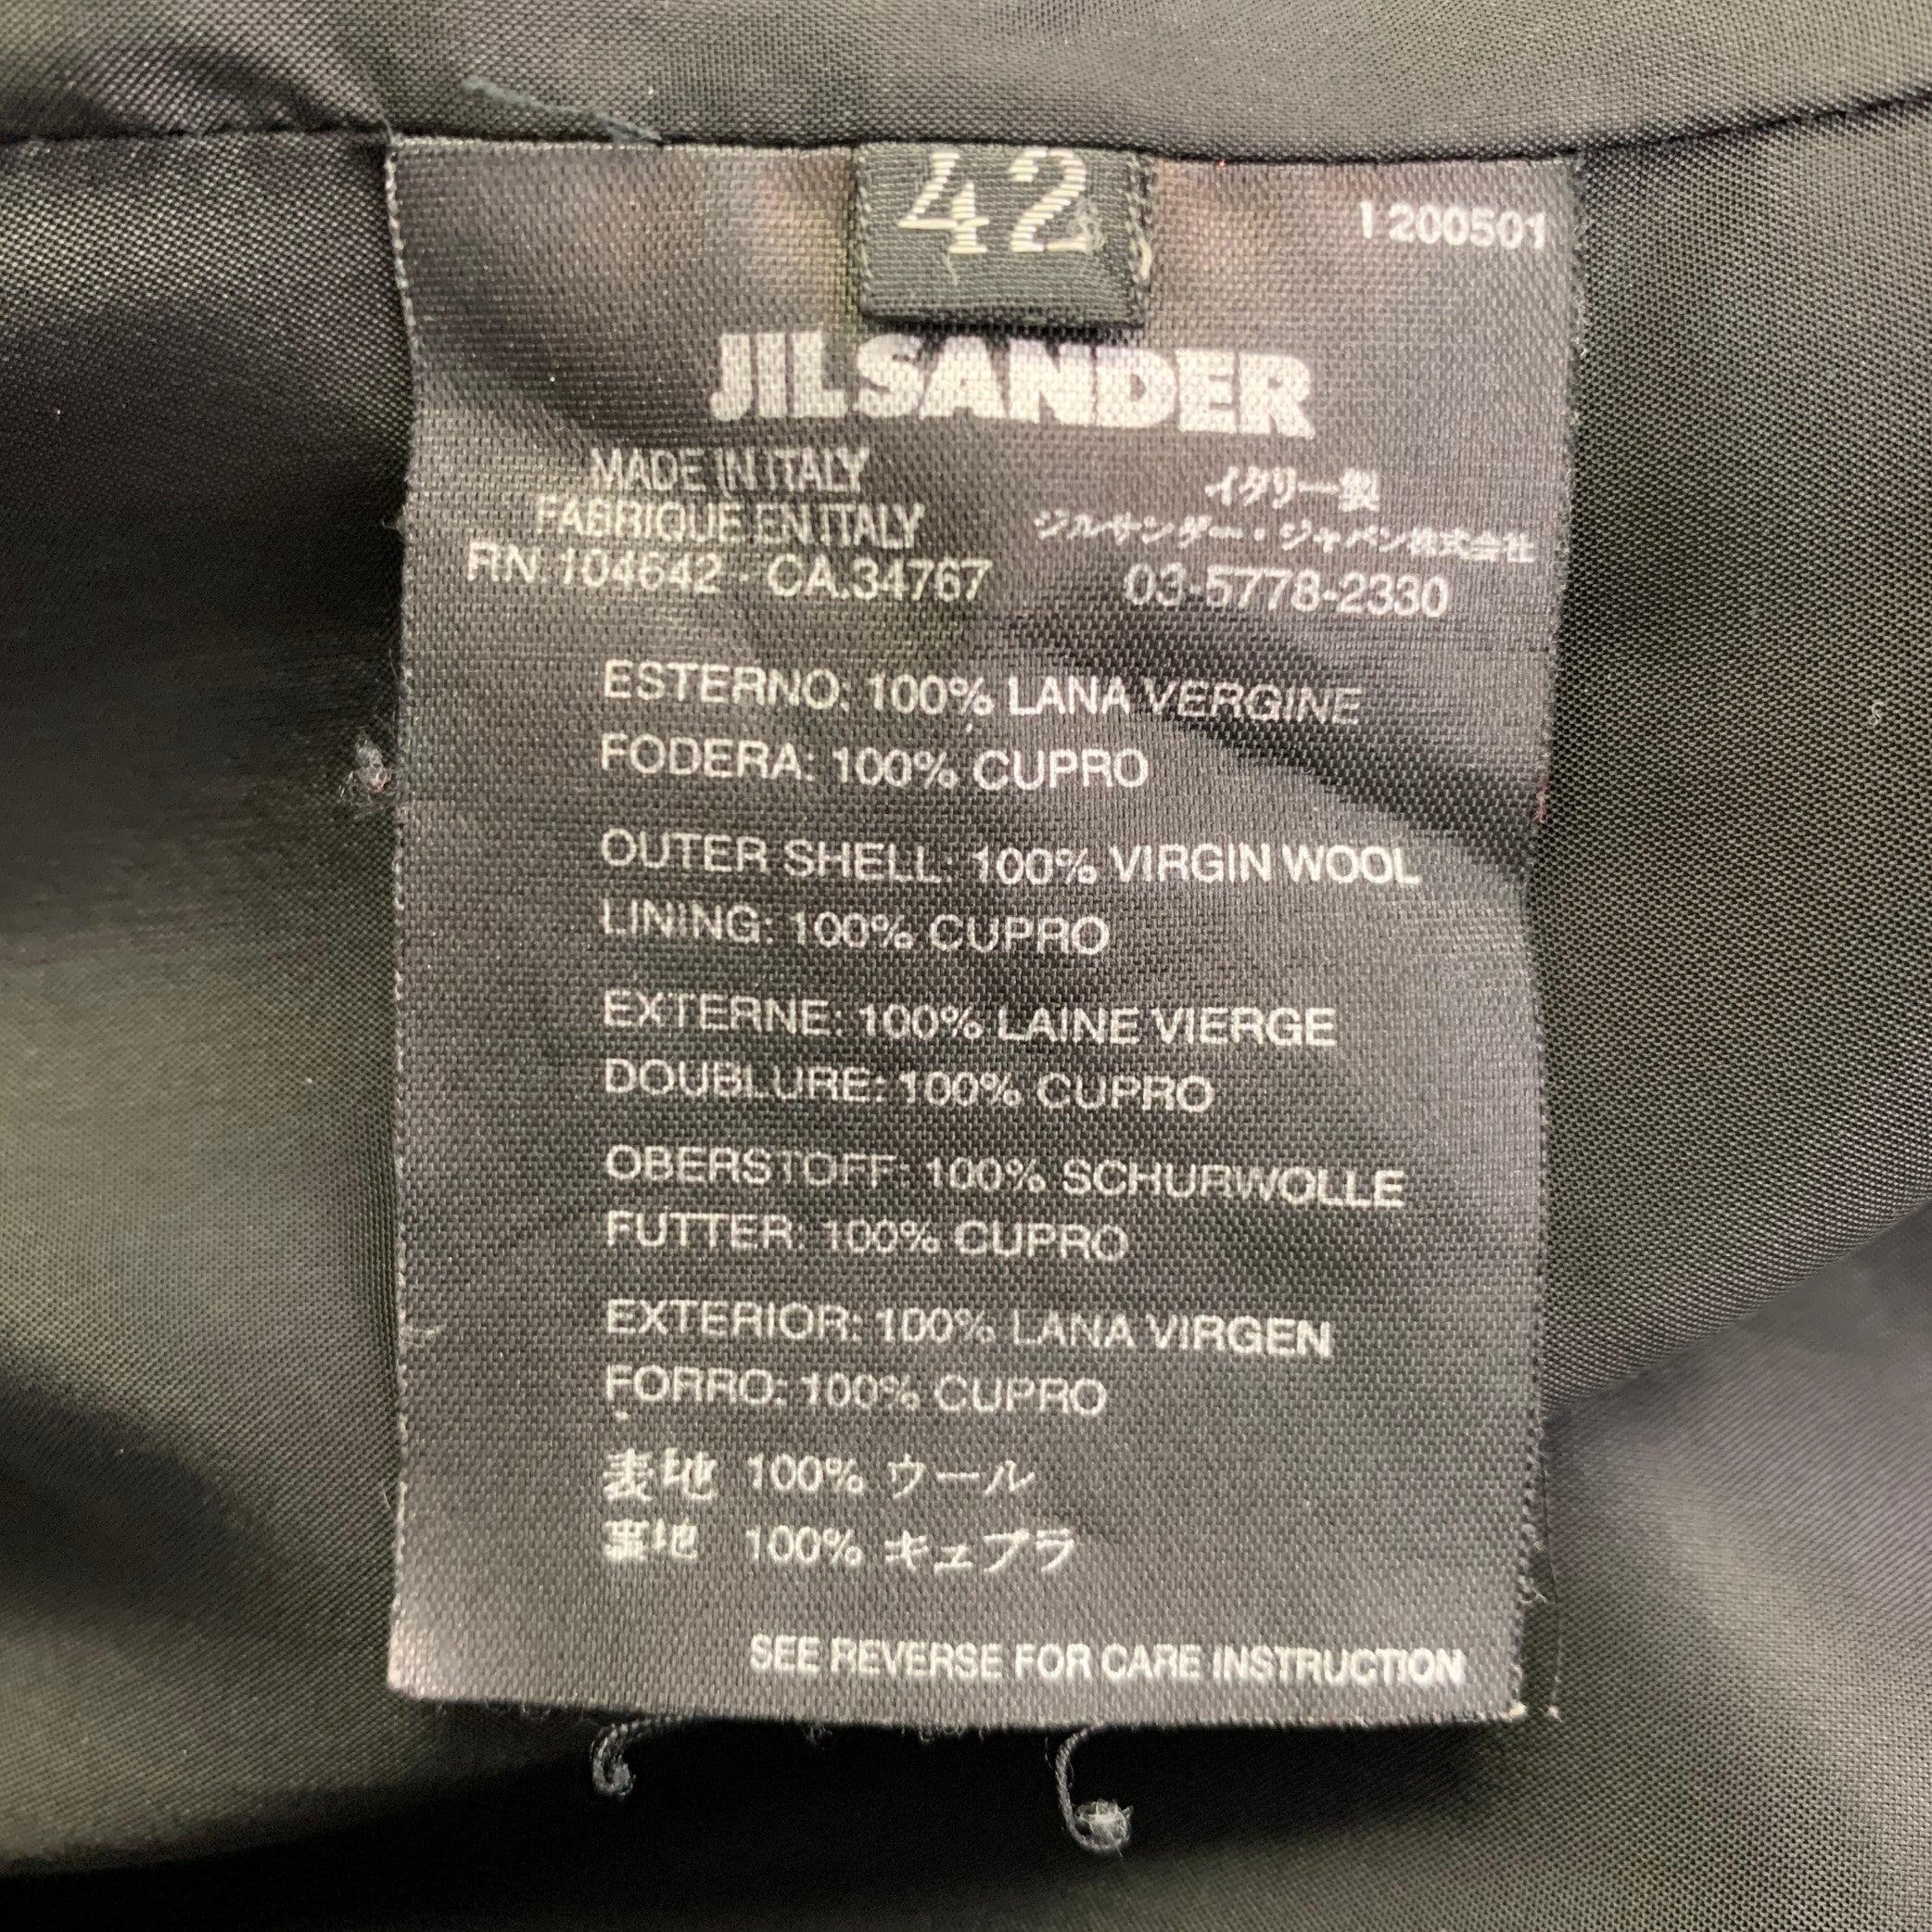 42
I 200501
JIL SANDER
MADE IN ITALY
FABRIQUE EN ITALY
RN 104642 - CA.34767
イタリー製
ジルサンダー・ジャパン株式会社
03-5778-2330
ESTERNO: 100% LANA VERGINE
FODERA: 100% CUPRO
OUTER SHELL: 100% VIRGIN WOOL
LINING: 100% CUPRO
EXTERNE: 100% LAINE VIERGE
DOUBLURE: 100% CUPRO
OBERSTOFF: 100% SCHURWOLLE
FUTTER: 100% CUPRO
EXTERIOR: 100% LANA VIRGEN
FORRO: 100% CUPRO
表地 100% ウール
裏地 100% キュプラ
SEE REVERSE FOR CARE INSTRUCTION